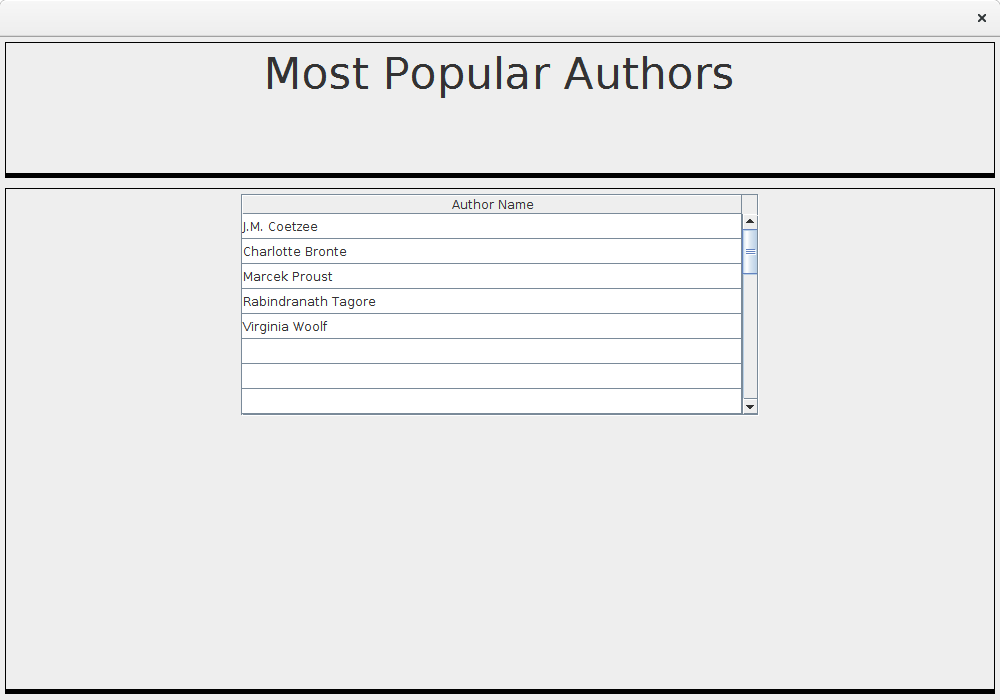 Most Popular Authors
Author Name
J.M. Coetzee
Charlotte Bronte
Marcek Proust
Rabindranath Tagore
Virginia Woolf